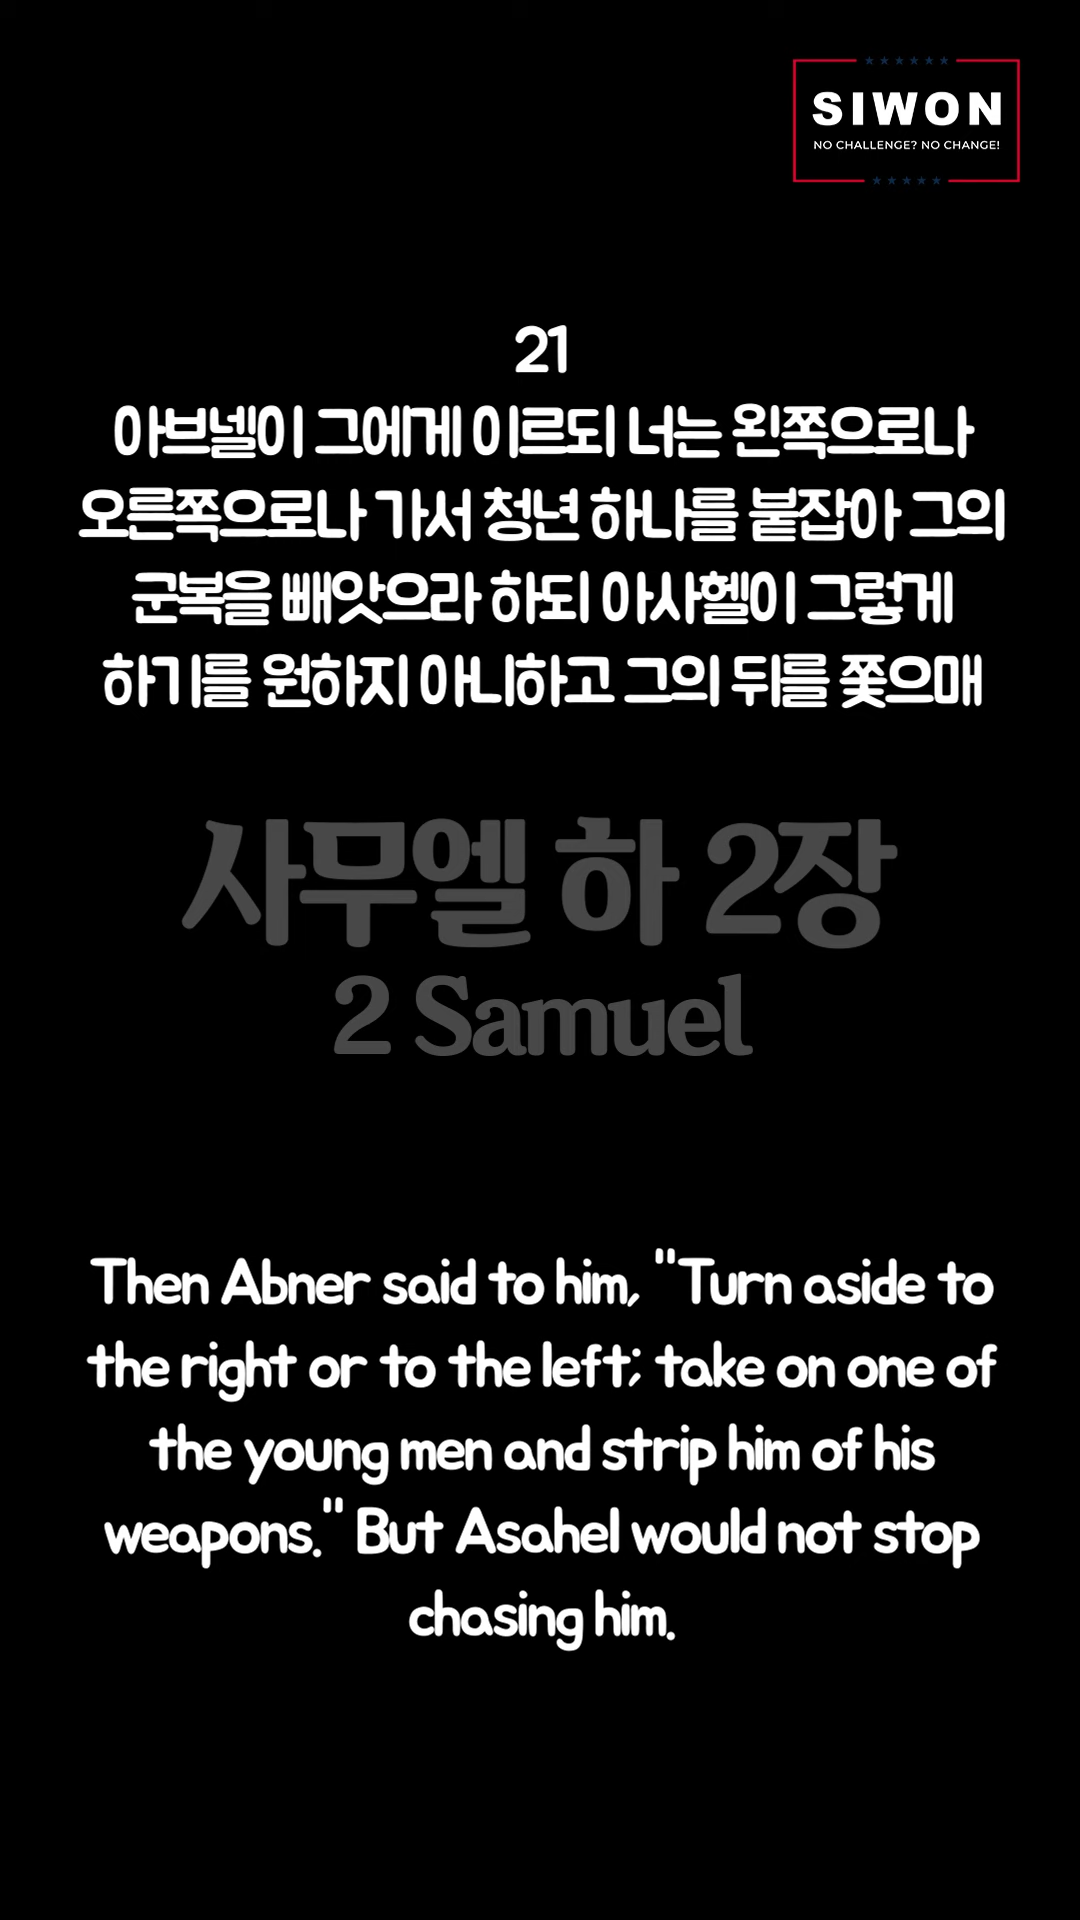 SIWON
NO CHALLENGE? NO CHANGE!
21
아브넬이 그에게 이르되 너는 왼쪽으로나
오른쪽으로나 가서 청년 하나를 붙잡아 그의
군복을 빼앗으라 하되 아사헬이 그렇게
하기를 원하지 아니하고 그의 뒤를 쫓으매
사무엘 하 2장
2 Samuel
Then Abner said to him, "Turn aside to
the right or to the left; take on one of
the young men and strip him of his
weapons." But Asahel would not stop
chasing him.